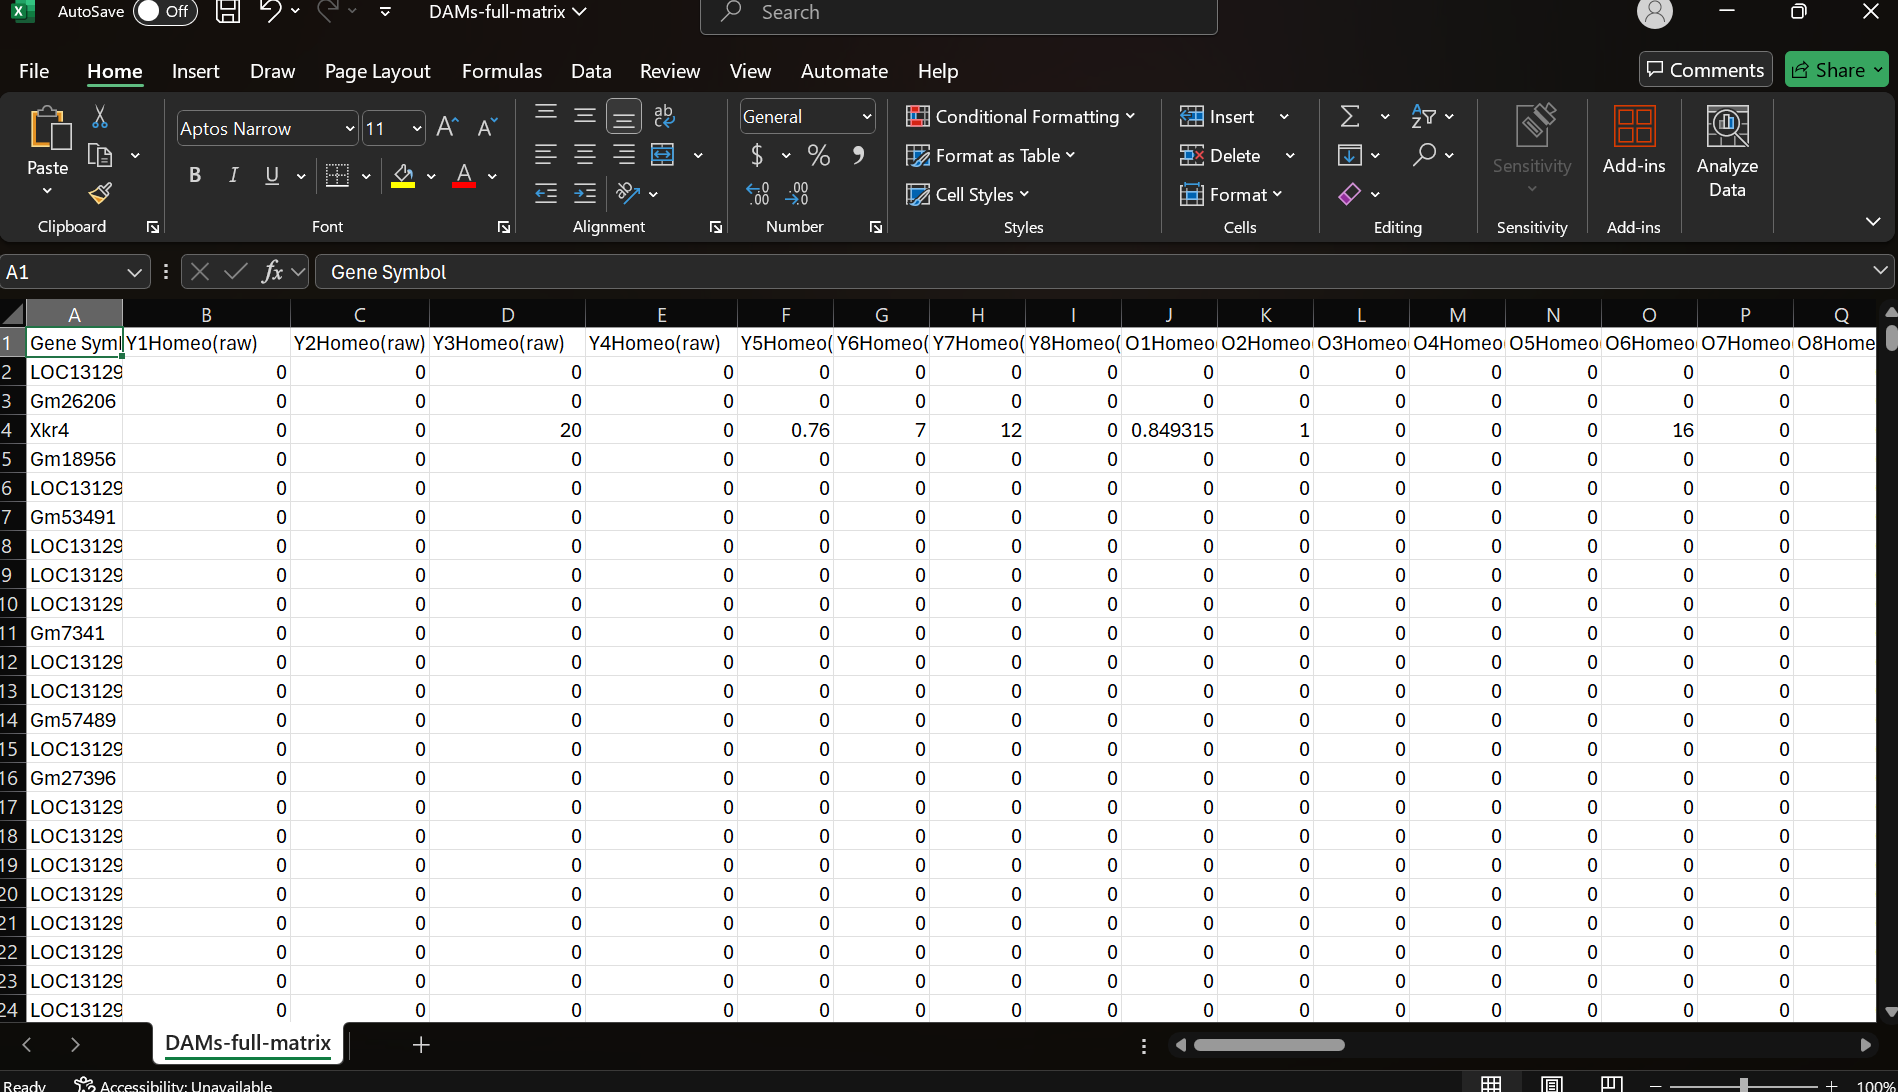 AutoSave Off DAMs-full-matrix Search
File Home Insert Draw Page Layout Formulas Data Review View Automate Help Comments Share
Paste
Clipboard
Aptos Narrow 11 A A
B I U A
Font
ab
Alignment
General
$ % 9
Number
Conditional Formatting
Format as Table
Cell Styles
Styles
Insert
Delete
Format
Cells
Editing
Sensitivity
Sensitivity
Add-ins
Add-ins
Analyze
Data
A1 fx Gene Symbol
A B C D E F G H I J K L M N O P Q
1 Gene Syml Y1Homeo(raw) Y2Homeo(raw) Y3Homeo(raw) Y4Homeo(raw) Y5Homeo( Y6Homeo( Y7Homeo( Y8Homeo( O1Homeo O2Homeo O3Homeo O4Homeo O5Homeo O6Homeo O7Homeo O8Home
2 LOC13129 0 0 0 0 0 0 0 0 0 0 0 0 0 0 0
3 Gm26206 0 0 0 0 0 0 0 0 0 0 0 0 0 0 0
4 Xkr4 0 0 20 0 0.76 7 12 0 0.849315 1 0 0 0 16 0
5 Gm18956 0 0 0 0 0 0 0 0 0 0 0 0 0 0 0
6 LOC13129 0 0 0 0 0 0 0 0 0 0 0 0 0 0 0
7 Gm53491 0 0 0 0 0 0 0 0 0 0 0 0 0 0 0
8 LOC13129 0 0 0 0 0 0 0 0 0 0 0 0 0 0 0
9 LOC13129 0 0 0 0 0 0 0 0 0 0 0 0 0 0 0
10 LOC13129 0 0 0 0 0 0 0 0 0 0 0 0 0 0 0
11 Gm7341 0 0 0 0 0 0 0 0 0 0 0 0 0 0 0
12 LOC13129 0 0 0 0 0 0 0 0 0 0 0 0 0 0 0
13 LOC13129 0 0 0 0 0 0 0 0 0 0 0 0 0 0 0
14 Gm57489 0 0 0 0 0 0 0 0 0 0 0 0 0 0 0
15 LOC13129 0 0 0 0 0 0 0 0 0 0 0 0 0 0 0
16 Gm27396 0 0 0 0 0 0 0 0 0 0 0 0 0 0 0
17 LOC13129 0 0 0 0 0 0 0 0 0 0 0 0 0 0 0
18 LOC13129 0 0 0 0 0 0 0 0 0 0 0 0 0 0 0
19 LOC13129 0 0 0 0 0 0 0 0 0 0 0 0 0 0 0
20 LOC13129 0 0 0 0 0 0 0 0 0 0 0 0 0 0 0
21 LOC13129 0 0 0 0 0 0 0 0 0 0 0 0 0 0 0
22 LOC13129 0 0 0 0 0 0 0 0 0 0 0 0 0 0 0
23 LOC13129 0 0 0 0 0 0 0 0 0 0 0 0 0 0 0
24 LOC13129 0 0 0 0 0 0 0 0 0 0 0 0 0 0 0
DAMs-full-matrix
Ready Accessibility: Unavailable 100%